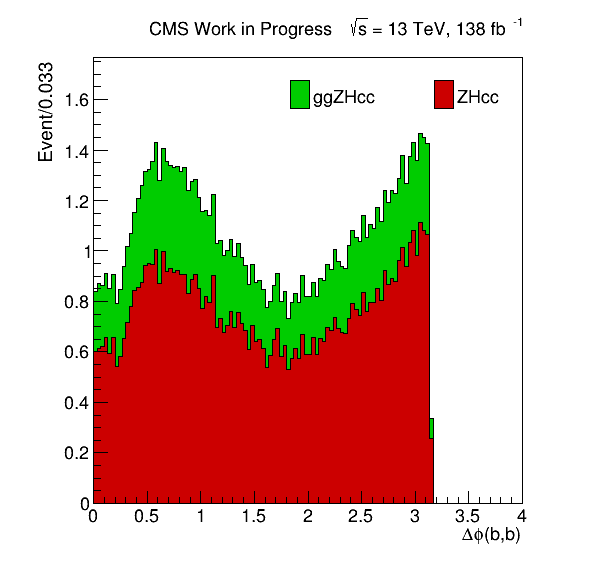 CMS Work in Progress √s = 13 TeV, 138 fb⁻¹
Event/0.033
ggZHcc ZHcc
1.6
1.4
1.2
1
0.8
0.6
0.4
0.2
0
0 0.5 1 1.5 2 2.5 3 3.5 4
Δϕ(b,b)